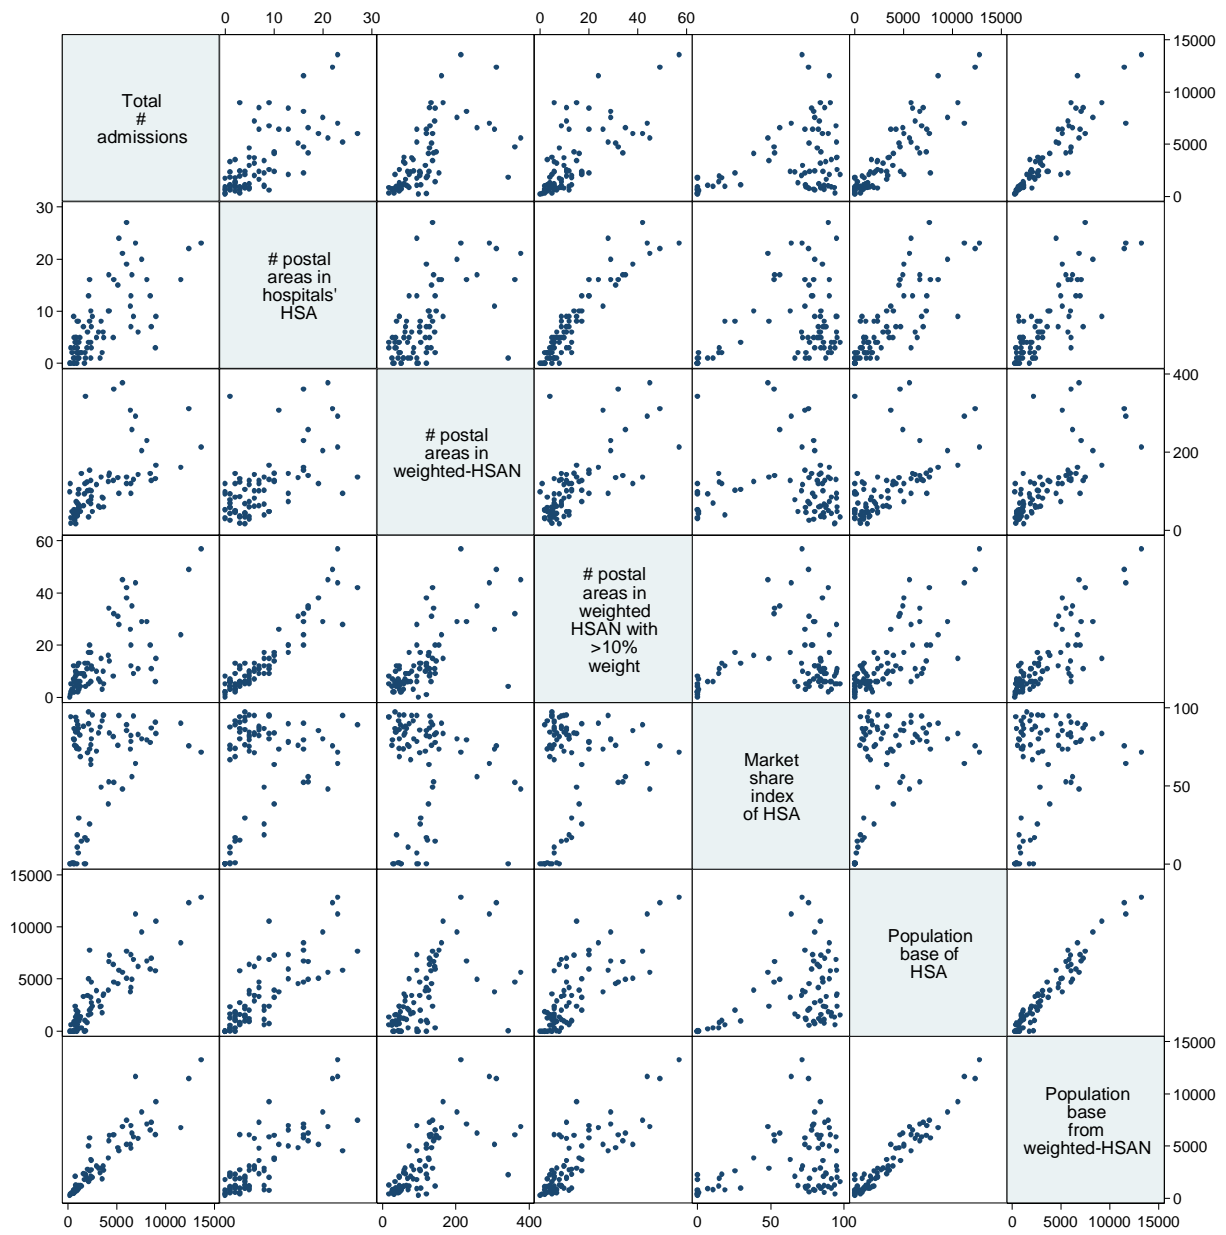 0 10 20 30 0 20 40 60 0 5000 10000 15000
Total
#
admissions
15000
10000
5000
0
30
20
10
0
# postal
areas in
hospitals'
HSA
# postal
areas in
weighted-HSAN
400
200
0
60
40
20
0
# postal
areas in
weighted
HSAN with
>10%
weight
Market
share
index
of HSA
100
50
0
15000
10000
5000
0
Population
base of
HSA
Population
base
from
weighted-HSAN
15000
10000
5000
0
0 5000 10000 15000 0 200 400 0 50 100 0 5000 10000 15000